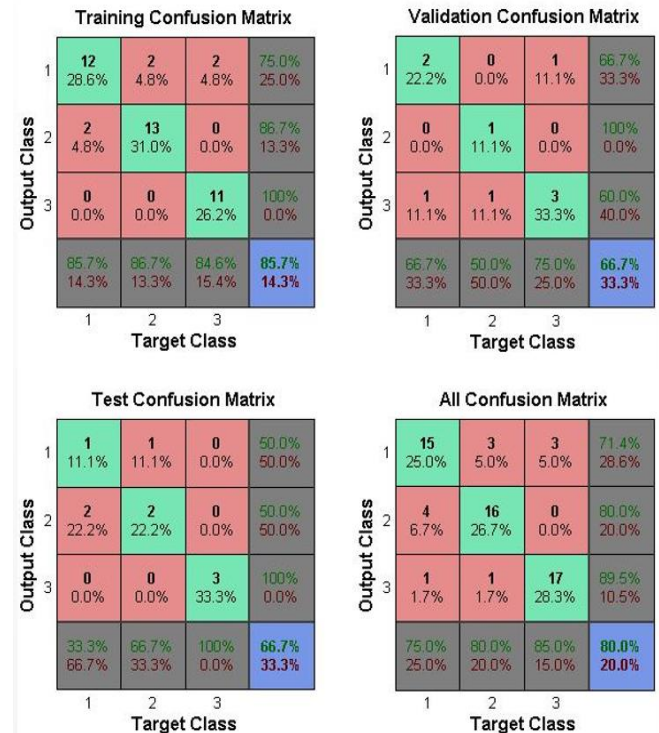 Training Confusion Matrix
Output Class
1
12 2 2 75.0%
28.6% 4.8% 4.8% 25.0%
2
2 13 0 86.7%
4.8% 31.0% 0.0% 13.3%
3
0 0 11 100%
0.0% 0.0% 26.2% 0.0%
85.7% 86.7% 84.6% 85.7%
14.3% 13.3% 15.4% 14.3%
1 2 3
Target Class
Validation Confusion Matrix
Output Class
1
2 0 1 66.7%
22.2% 0.0% 11.1% 33.3%
2
0 1 0 100%
0.0% 11.1% 0.0% 0.0%
3
1 1 3 60.0%
11.1% 11.1% 33.3% 40.0%
66.7% 50.0% 75.0% 66.7%
33.3% 50.0% 25.0% 33.3%
1 2 3
Target Class
Test Confusion Matrix
Output Class
1
1 1 0 50.0%
11.1% 11.1% 0.0% 50.0%
2
2 2 0 50.0%
22.2% 22.2% 0.0% 50.0%
3
0 0 3 100%
0.0% 0.0% 33.3% 0.0%
33.3% 66.7% 100% 66.7%
66.7% 33.3% 0.0% 33.3%
1 2 3
Target Class
All Confusion Matrix
Output Class
1
15 3 3 71.4%
25.0% 5.0% 5.0% 28.6%
2
4 16 0 80.0%
6.7% 26.7% 0.0% 20.0%
3
1 1 17 89.5%
1.7% 1.7% 28.3% 10.5%
75.0% 80.0% 85.0% 80.0%
25.0% 20.0% 15.0% 20.0%
1 2 3
Target Class